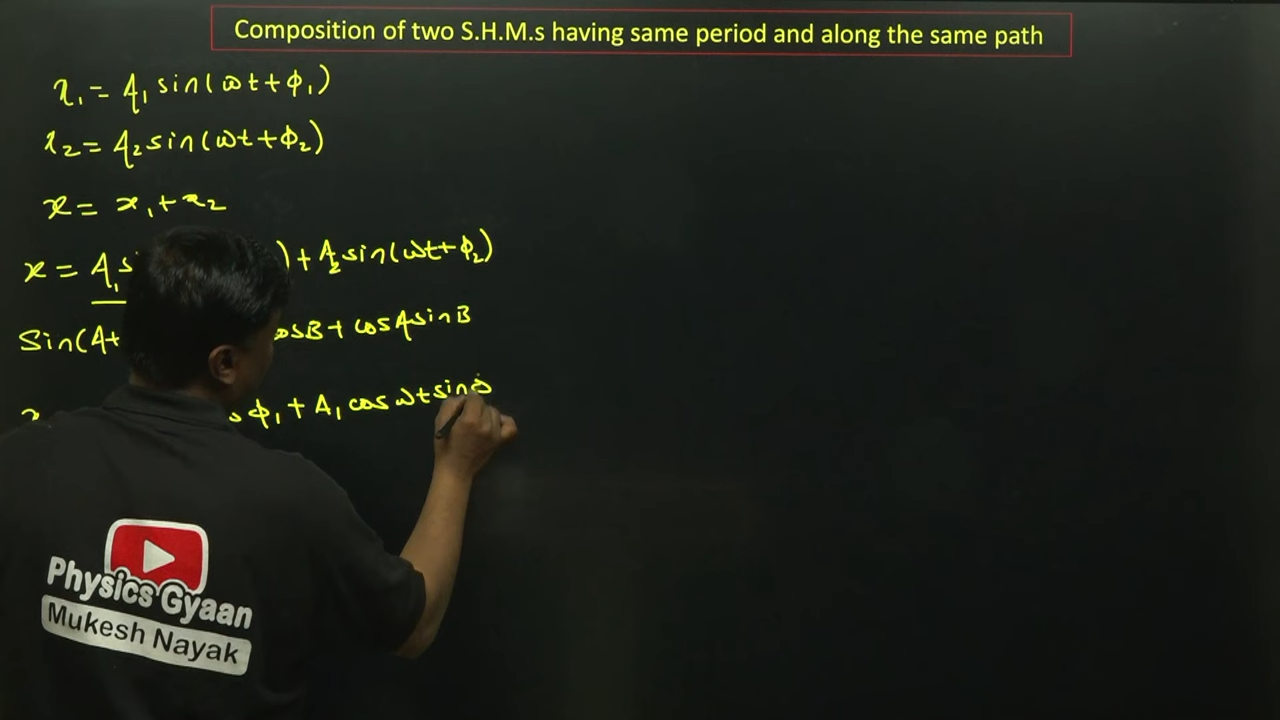 Composition of two S.H.M.s having same period and along the same path
x₁ = A₁ sin(ωt+ϕ₁)
x₂ = A₂ sin(ωt+ϕ₂)
x = x₁ + x₂
x = A₁ s ) + A₂ sin(ωt+ϕ₂)
Sin(A+ osB + cosA sinB
ϕ₁ + A₁ cos ωt sin
Physics Gyaan
Mukesh Nayak